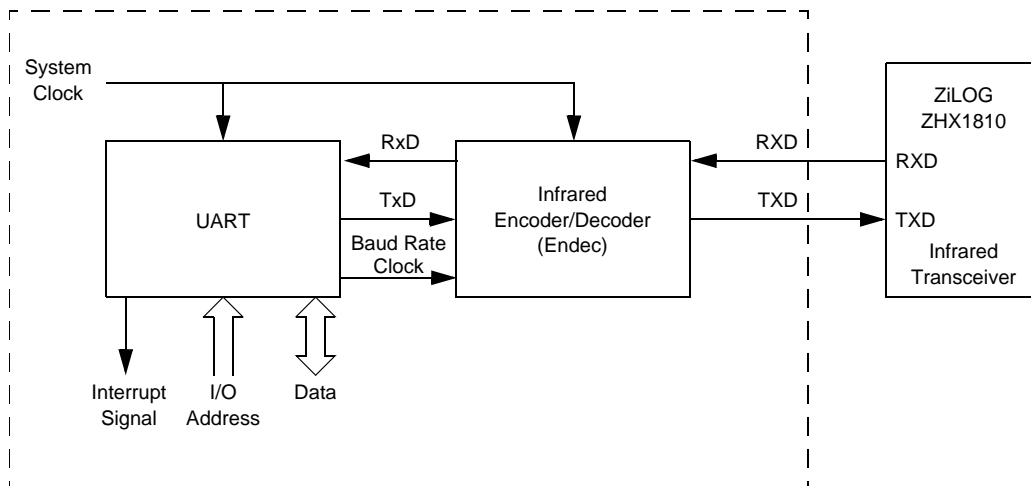 System
Clock
ZiLOG
ZHX1810
RxD
RXD
RXD
UART
TxD
Infrared
Encoder/Decoder
(Endec)
TXD
TXD
Baud Rate
Clock
Infrared
Transceiver
Interrupt
Signal
I/O
Address
Data